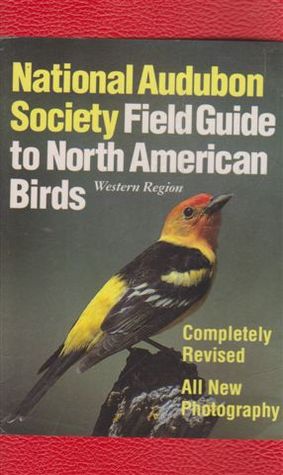 National Audubon
Society Field Guide
to North American
Birds Western Region
Completely
Revised
All New
Photography